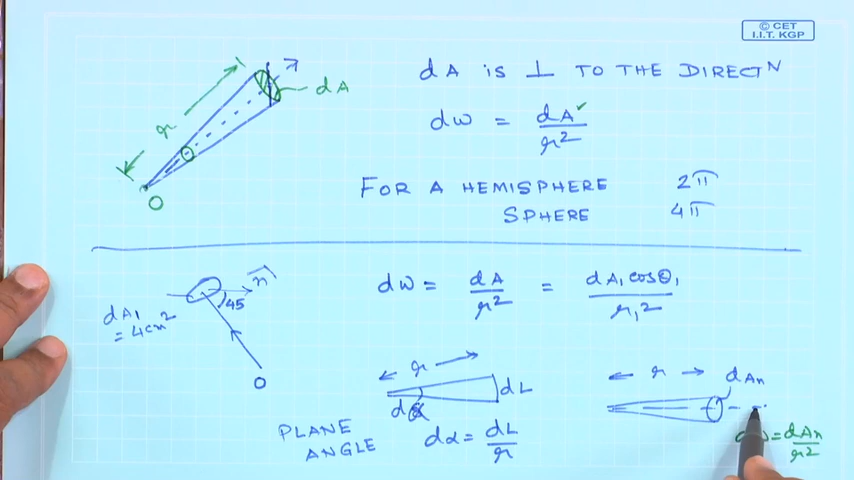 © CET
I.I.T. KGP
dA IS ⊥ TO THE DIRECTN
r
dA
dω = dA/r²
O
FOR A HEMISPHERE 2π
SPHERE 4π
n
45
dA₁
= 4cm²
dω = dA/r² = dA₁ cosθ₁/r₁²
O
r
dL
dα
r
dAn
PLANE
ANGLE
dα = dL/r
= dAn/r²